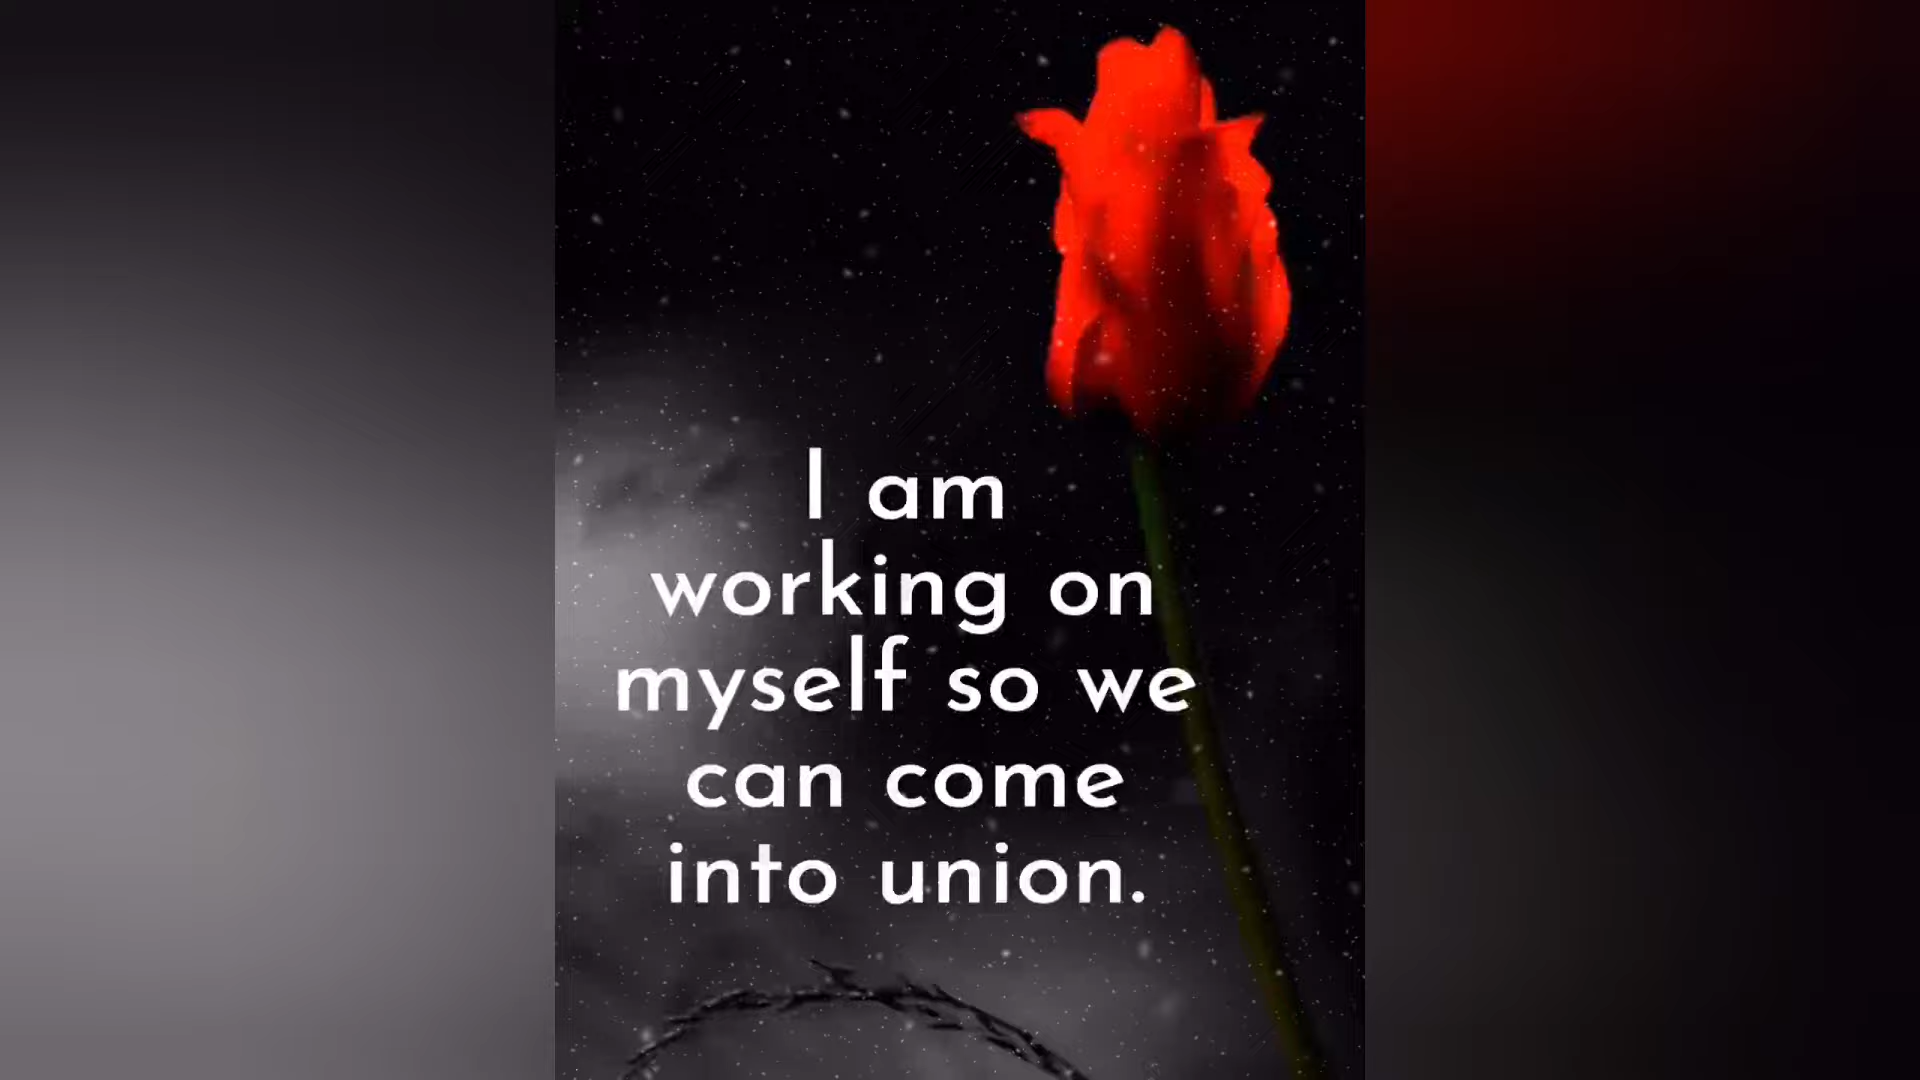 I am
working on
myself so we
can come
into union.